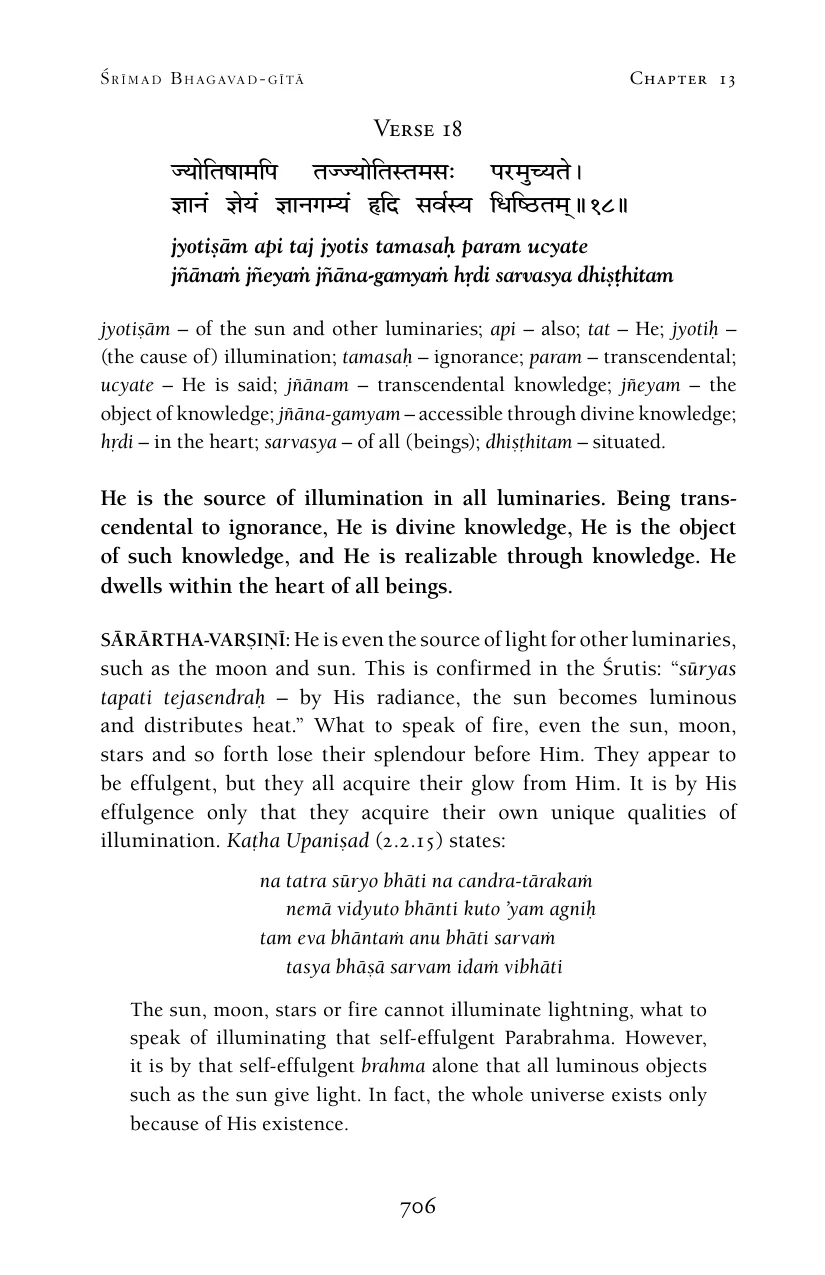 Śrīmad Bhagavad-gītā Chapter 13
Verse 18
ज्योतिषामपि तज्ज्योतिस्तमसः परमुच्यते।
ज्ञानं ज्ञेयं ज्ञानगम्यं हृदि सर्वस्य धिष्ठितम्॥१८॥
jyotiṣām api taj jyotis tamasaḥ param ucyate
jñānaṁ jñeyaṁ jñāna-gamyaṁ hṛdi sarvasya dhiṣṭhitam
jyotiṣām – of the sun and other luminaries; api – also; tat – He; jyotiḥ –
(the cause of) illumination; tamasaḥ – ignorance; param – transcendental;
ucyate – He is said; jñānam – transcendental knowledge; jñeyam – the
object of knowledge; jñāna-gamyam – accessible through divine knowledge;
hṛdi – in the heart; sarvasya – of all (beings); dhiṣṭhitam – situated.
He is the source of illumination in all luminaries. Being trans-
cendental to ignorance, He is divine knowledge, He is the object
of such knowledge, and He is realizable through knowledge. He
dwells within the heart of all beings.
SĀRĀRTHA-VARṢIṆĪ: He is even the source of light for other luminaries,
such as the moon and sun. This is confirmed in the Śrutis: “sūryas
tapati tejasendraḥ – by His radiance, the sun becomes luminous
and distributes heat.” What to speak of fire, even the sun, moon,
stars and so forth lose their splendour before Him. They appear to
be effulgent, but they all acquire their glow from Him. It is by His
effulgence only that they acquire their own unique qualities of
illumination. Kaṭha Upaniṣad (2.2.15) states:
na tatra sūryo bhāti na candra-tārakaṁ
nemā vidyuto bhānti kuto ’yam agniḥ
tam eva bhāntaṁ anu bhāti sarvaṁ
tasya bhāṣā sarvam idaṁ vibhāti
The sun, moon, stars or fire cannot illuminate lightning, what to
speak of illuminating that self-effulgent Parabrahma. However,
it is by that self-effulgent brahma alone that all luminous objects
such as the sun give light. In fact, the whole universe exists only
because of His existence.
706